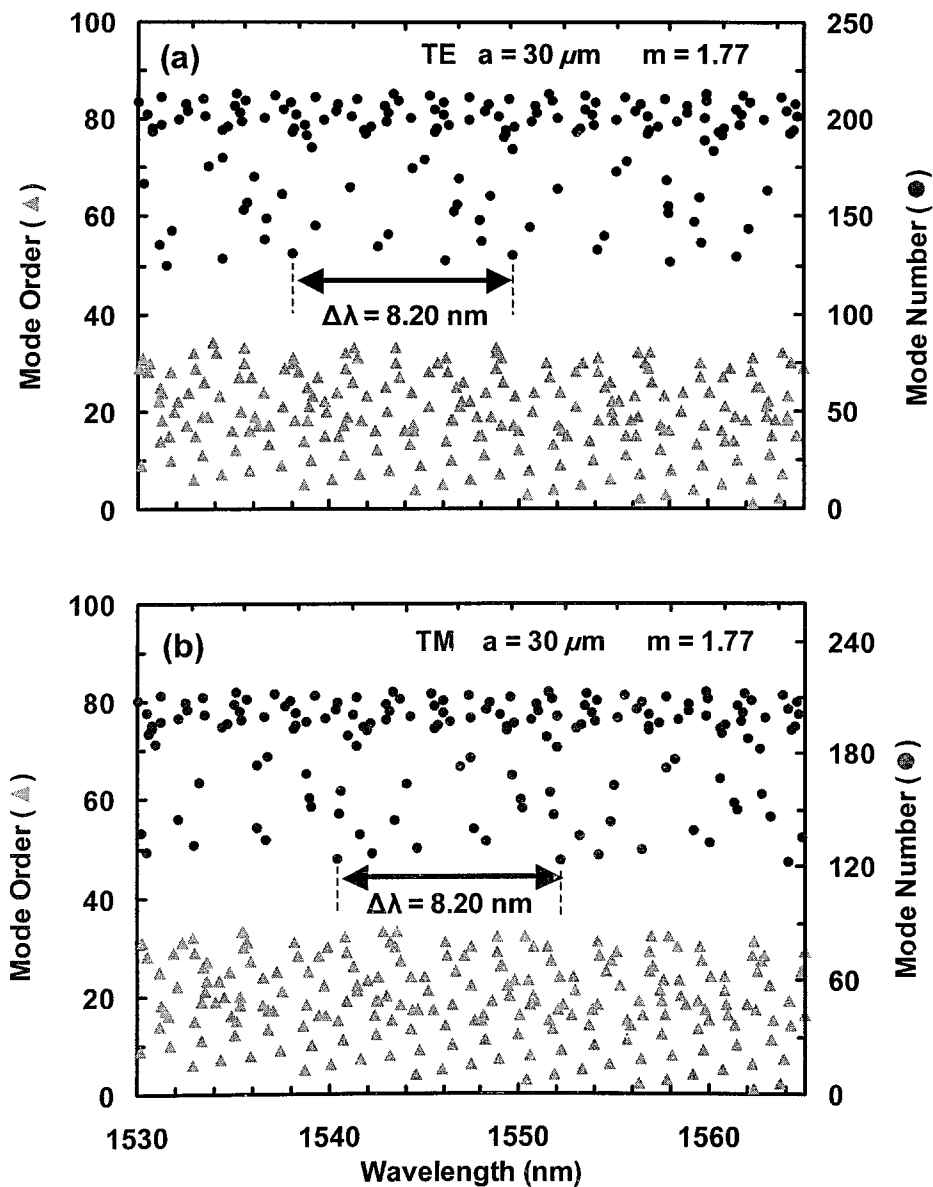 100
250
(a)
TE a = 30 μm m = 1.77
80
200
60
150
Δλ = 8.20 nm
40
100
20
50
0
0
Mode Order ( ▲ )
Mode Number ( ● )
100
(b)
TM a = 30 μm m = 1.77
240
80
180
60
120
Δλ = 8.20 nm
40
60
20
0
0
Mode Order ( ▲ )
Mode Number ( ● )
1530
1540
1550
1560
Wavelength (nm)